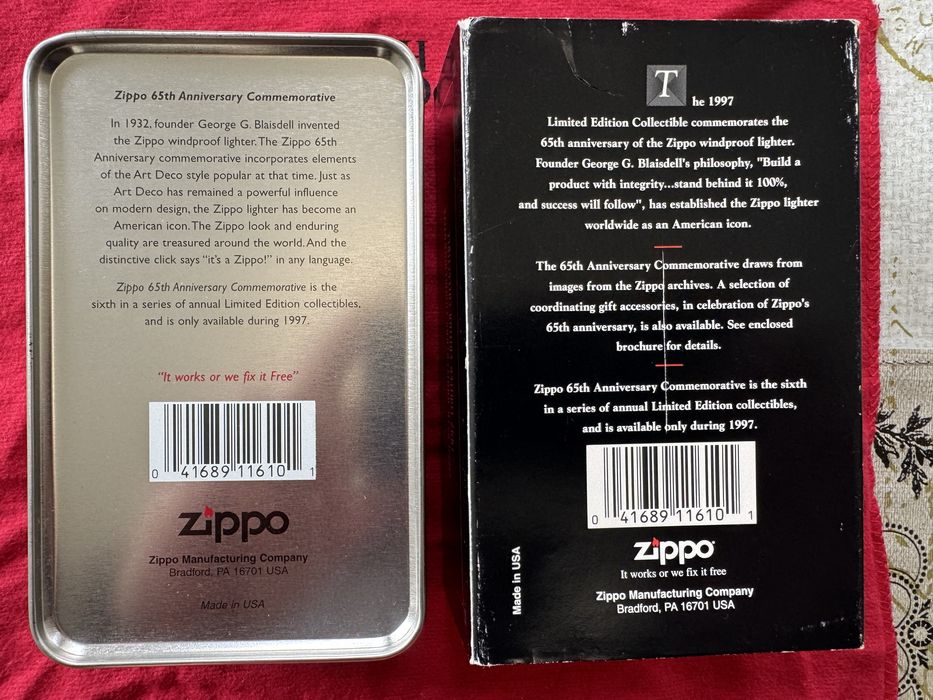 Zippo 65th Anniversary Commemorative
In 1932, founder George G. Blaisdell invented
the Zippo windproof lighter. The Zippo 65th
Anniversary commemorative incorporates elements
of the Art Deco style popular at that time. Just as
Art Deco has remained a powerful influence
on modern design, the Zippo lighter has become an
American icon. The Zippo look and enduring
quality are treasured around the world. And the
distinctive click says "it's a Zippo!" in any language.
Zippo 65th Anniversary Commemorative is the
sixth in a series of annual Limited Edition collectibles,
and is only available during 1997.
"It works or we fix it Free"
0 41689 11610 1
zippo
Zippo Manufacturing Company
Bradford, PA 16701 USA
Made in USA
The 1997
Limited Edition Collectible commemorates the
65th anniversary of the Zippo windproof lighter.
Founder George G. Blaisdell's philosophy, "Build a
product with integrity...stand behind it 100%,
and success will follow", has established the Zippo lighter
worldwide as an American icon.
The 65th Anniversary Commemorative draws from
images from the Zippo archives. A selection of
coordinating gift accessories, in celebration of Zippo's
65th anniversary, is also available. See enclosed
brochure for details.
Zippo 65th Anniversary Commemorative is the sixth
in a series of annual Limited Edition collectibles,
and is available only during 1997.
0 41689 11610 1
zippo
It works or we fix it free
Zippo Manufacturing Company
Bradford, PA 16701 USA
Made in USA